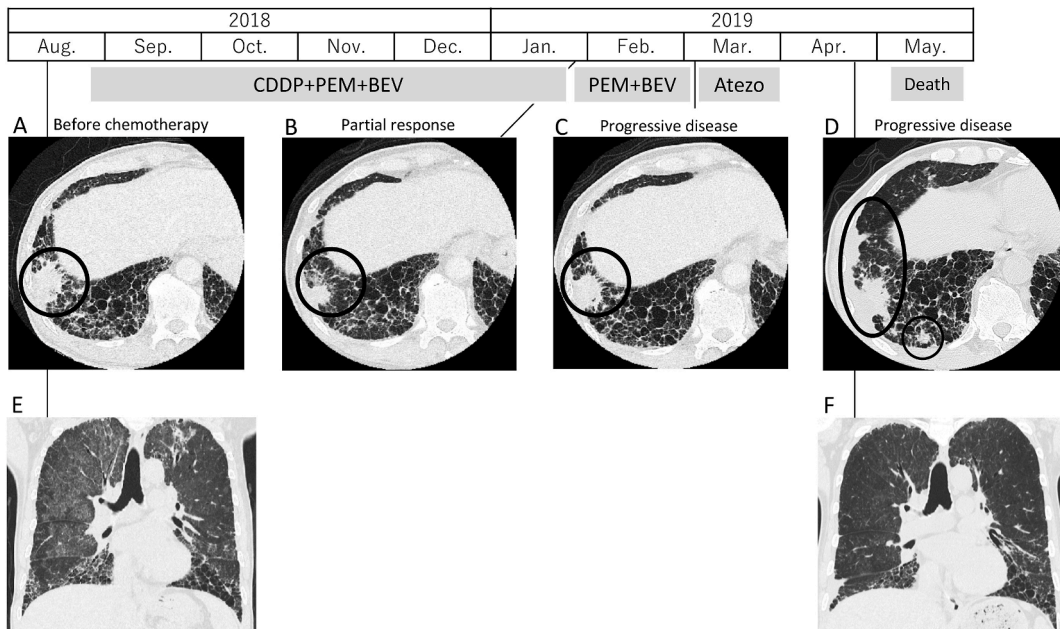 2018 2019
Aug. Sep. Oct. Nov. Dec. Jan. Feb. Mar. Apr. May.
CDDP+PEM+BEV PEM+BEV Atezo Death
A Before chemotherapy B Partial response C Progressive disease D Progressive disease
E F